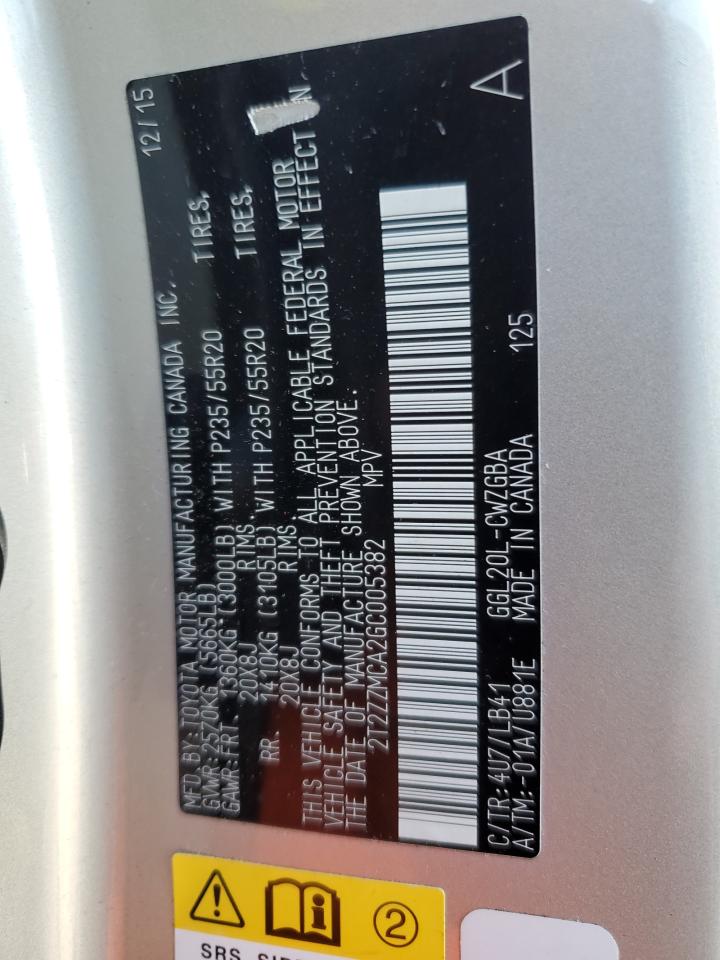 MFD. BY: TOYOTA MOTOR MANUFACTURING CANADA INC. 12/15
GVWR: 2570KG (5665LB)
GAWR: FRT. 1360KG (3000LB) WITH P235/55R20 TIRES,
20X8J RIMS.
RR. 1410KG (3105LB) WITH P235/55R20 TIRES,
20X8J RIMS.
THIS VEHICLE CONFORMS TO ALL APPLICABLE FEDERAL MOTOR
VEHICLE SAFETY AND THEFT PREVENTION STANDARDS IN EFFECT
THE DATE OF MANUFACTURE SHOWN ABOVE.
2T2ZZMCA2GC005382 MPV
C/TR: 4U7/LB41 GGL20L-CWZGBA A
A/TM: -01A/U881E MADE IN CANADA 125
2
SRS